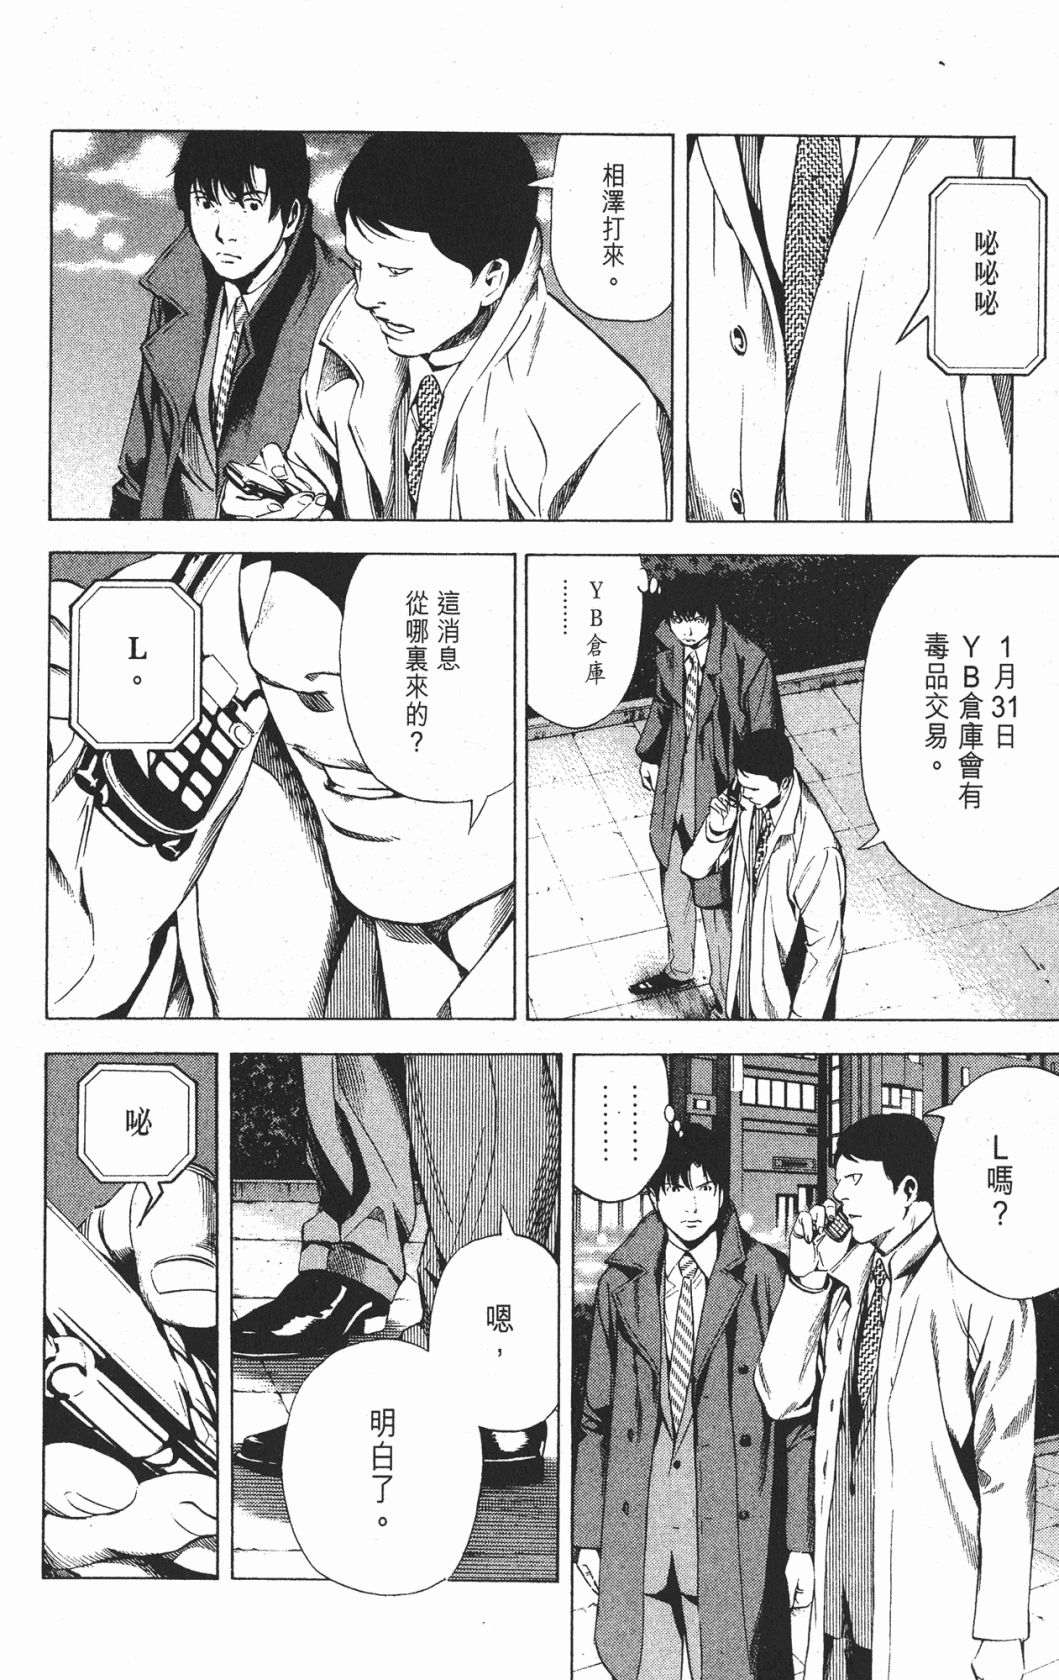 咇咇咇
相澤打來。
1月31日
YB倉庫會有
毒品交易。
YB倉庫
………
這消息
從哪裏來的？
L。
L嗎？
………
………
嗯，
明白了。
咇